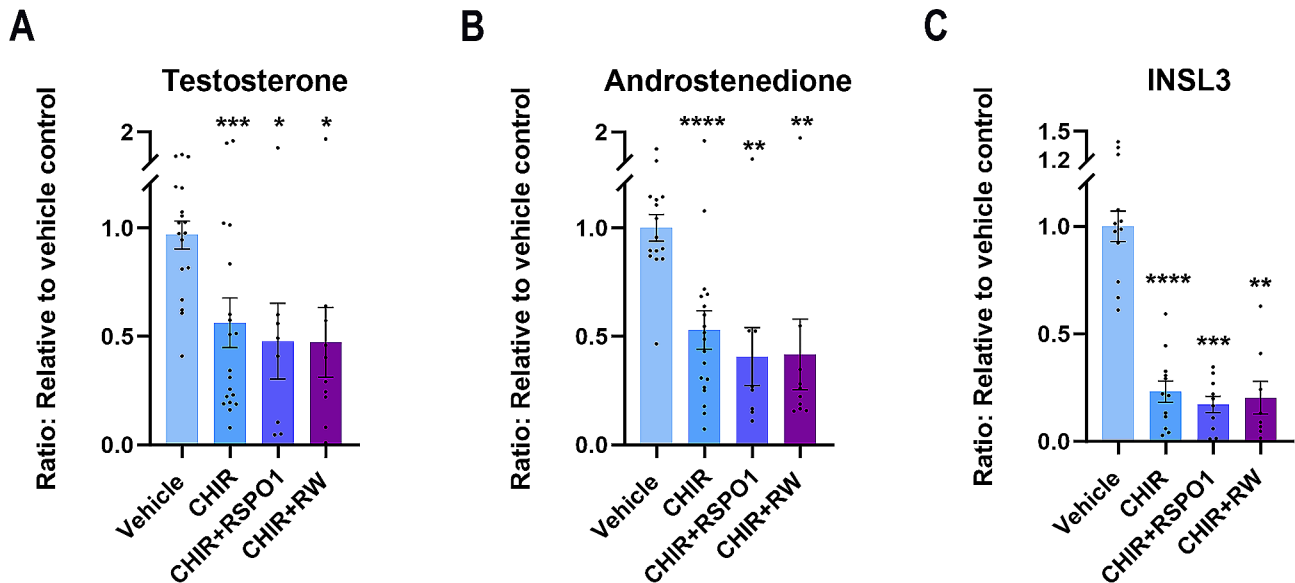 A
Testosterone
Ratio: Relative to vehicle control
*** * *
2
1.0
0.5
0.0
Vehicle
CHIR
CHIR+RSPO1
CHIR+RW
B
Androstenedione
Ratio: Relative to vehicle control
**** ** **
2
1.0
0.5
0.0
Vehicle
CHIR
CHIR+RSPO1
CHIR+RW
C
INSL3
Ratio: Relative to vehicle control
1.5
1.2
1.0
**** *** **
0.5
0.0
Vehicle
CHIR
CHIR+RSPO1
CHIR+RW